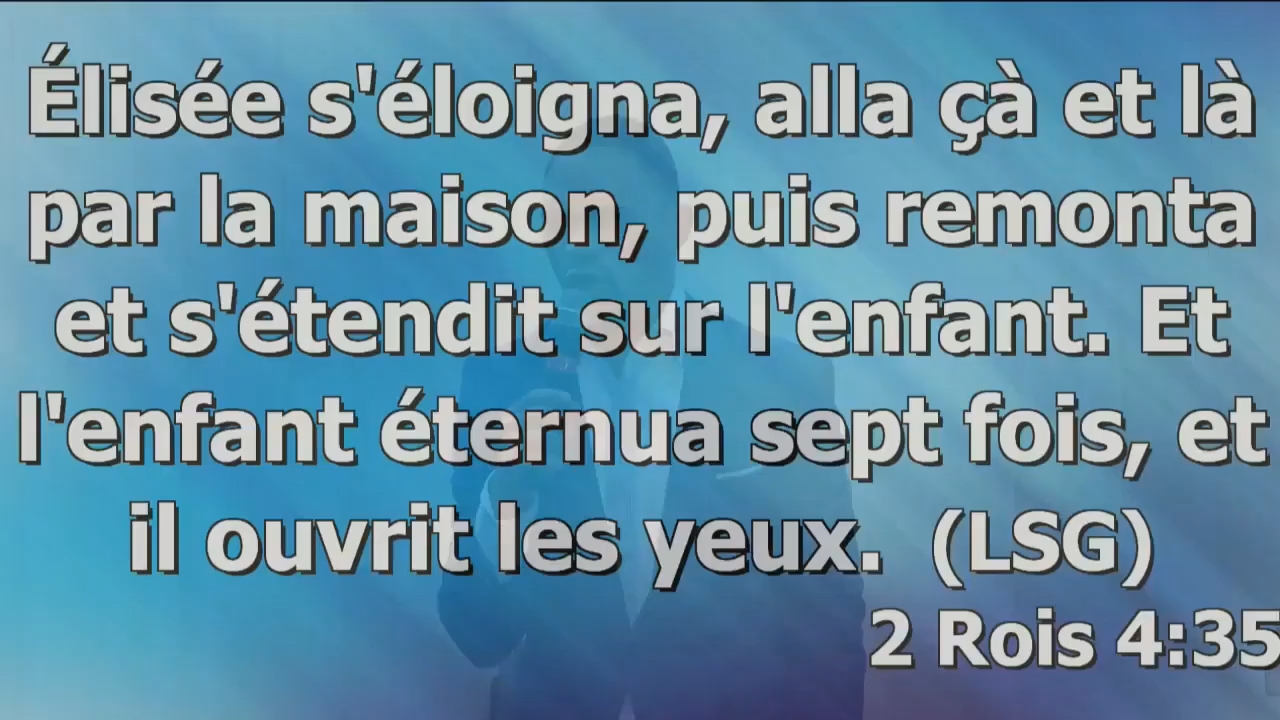 Élisée s'éloigna, alla çà et là
par la maison, puis remonta
et s'étendit sur l'enfant. Et
l'enfant éternua sept fois, et
il ouvrit les yeux. (LSG)
2 Rois 4:35